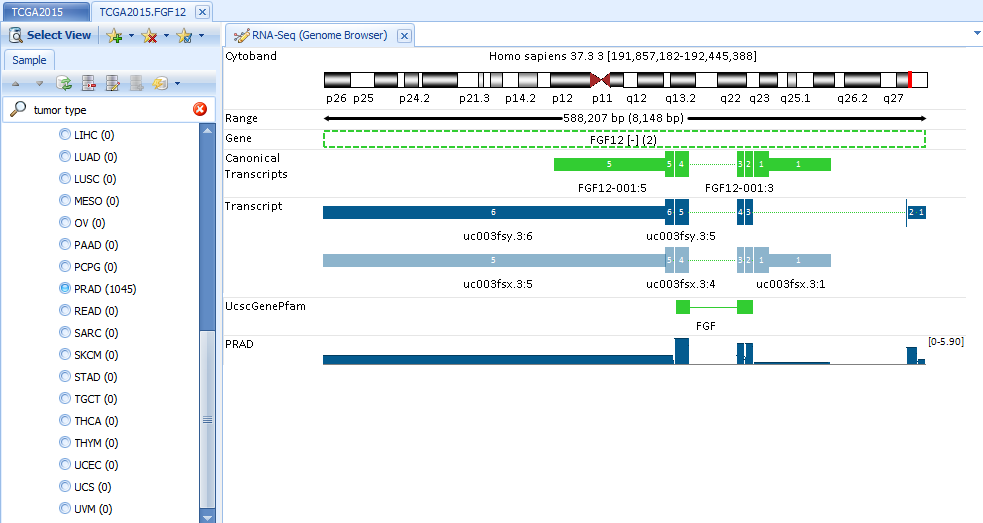 TCGA2015
TCGA2015.FGF12
Select View
Sample
tumor type
LIHC (0)
LUAD (0)
LUSC (0)
MESO (0)
OV (0)
PAAD (0)
PCPG (0)
PRAD (1045)
READ (0)
SARC (0)
SKCM (0)
STAD (0)
TGCT (0)
THCA (0)
THYM (0)
UCEC (0)
UCS (0)
UVM (0)
RNA-Seq (Genome Browser)
Cytoband Homo sapiens 37.3 3 [191,857,182-192,445,388]
p26 p25 p24.2 p21.3 p14.2 p12 p11 q12 q13.2 q22 q23 q25.1 q26.2 q27
Range 588,207 bp (8,148 bp)
Gene FGF12 [-] (2)
Canonical Transcripts
5 5 4 3 2 1 1
FGF12-001:5 FGF12-001:3
Transcript
6 6 5 4 3 2 1
uc003fsy.3:6 uc003fsy.3:5
5 5 4 3 2 1 1
uc003fsx.3:5 uc003fsx.3:4 uc003fsx.3:1
UcscGenePfam
FGF
PRAD [0-5.90]